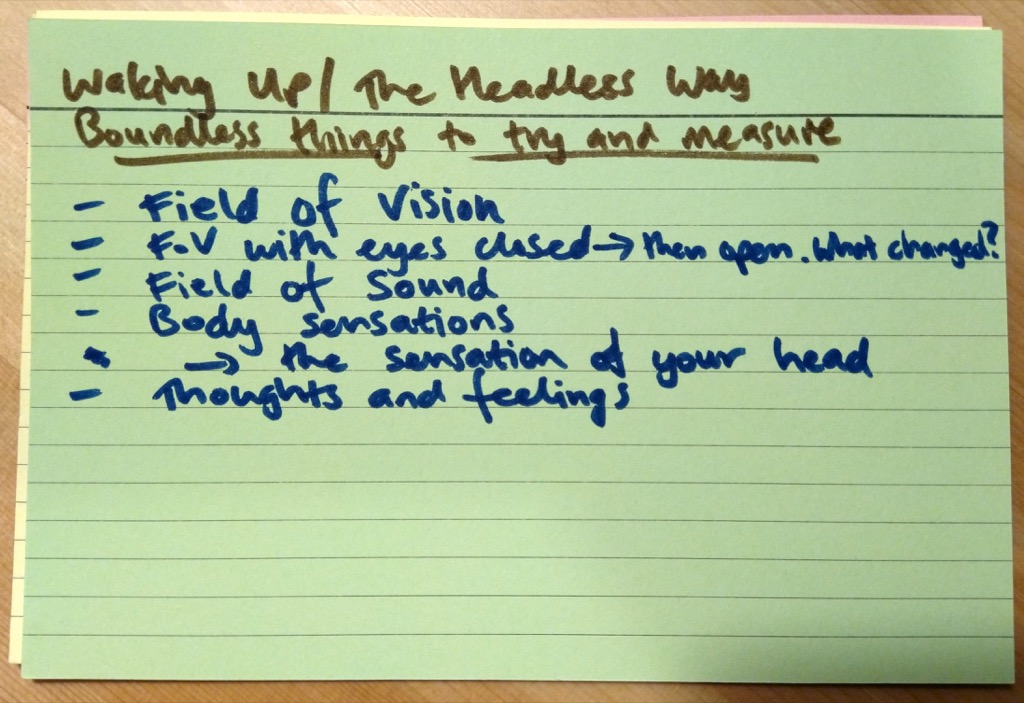 Waking Up / The Headless Way
Boundless things to try and measure
- Field of Vision
- F.o.V with eyes closed → then open. What changed?
- Field of Sound
- Body sensations
- → the sensation of your head
- Thoughts and feelings